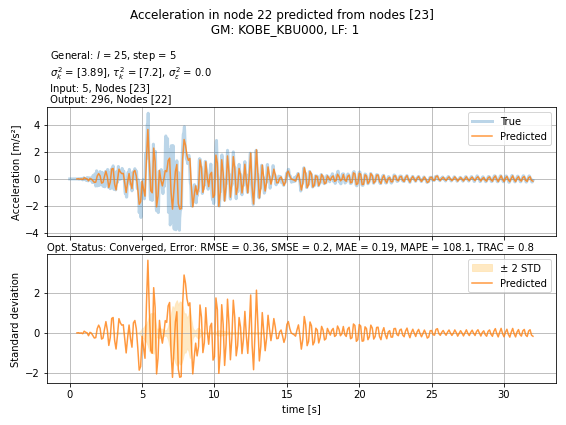 Acceleration in node 22 predicted from nodes [23]
GM: KOBE_KBU000, LF: 1
General: l = 25, step = 5
σ²ₖ = [3.89], τ²ₖ = [7.2], σ²ε = 0.0
Input: 5, Nodes [23]
Output: 296, Nodes [22]
Acceleration [m/s²]
4
2
0
−2
−4
True
Predicted
Opt. Status: Converged, Error: RMSE = 0.36, SMSE = 0.2, MAE = 0.19, MAPE = 108.1, TRAC = 0.8
Standard deviation
2
0
−2
± 2 STD
Predicted
0 5 10 15 20 25 30
time [s]